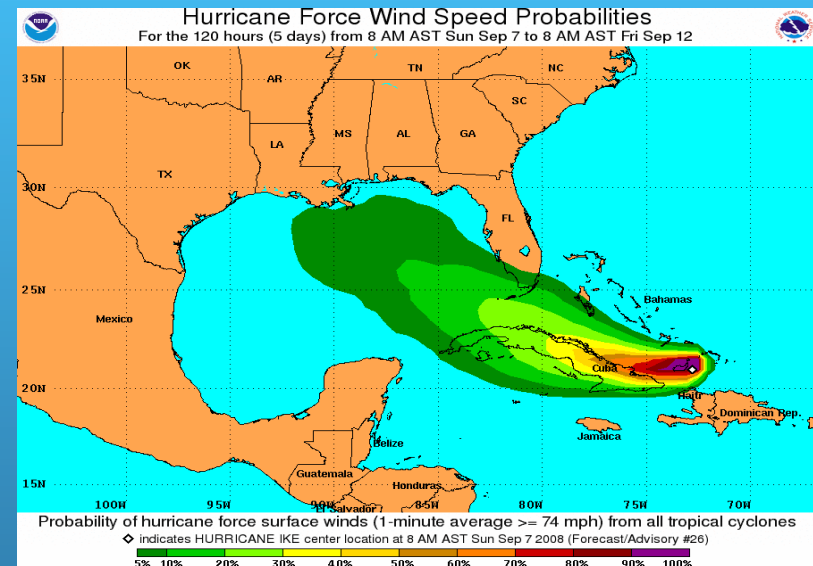 Hurricane Force Wind Speed Probabilities
For the 120 hours (5 days) from 8 AM AST Sun Sep 7 to 8 AM AST Fri Sep 12
OK
TN
NC
35N
AR
SC
MS
AL
GA
LA
TX
30N
FL
25N
Bahamas
Mexico
Cuba
20N
Haiti
Dominican Rep.
Jamaica
Belize
Guatemala
15N
Honduras
100W 95W 90W 85W 80W 75W 70W
El Salvador
Probability of hurricane force surface winds (1-minute average >= 74 mph) from all tropical cyclones
indicates HURRICANE IKE center location at 8 AM AST Sun Sep 7 2008 (Forecast/Advisory #26)
5% 10% 20% 30% 40% 50% 60% 70% 80% 90% 100%